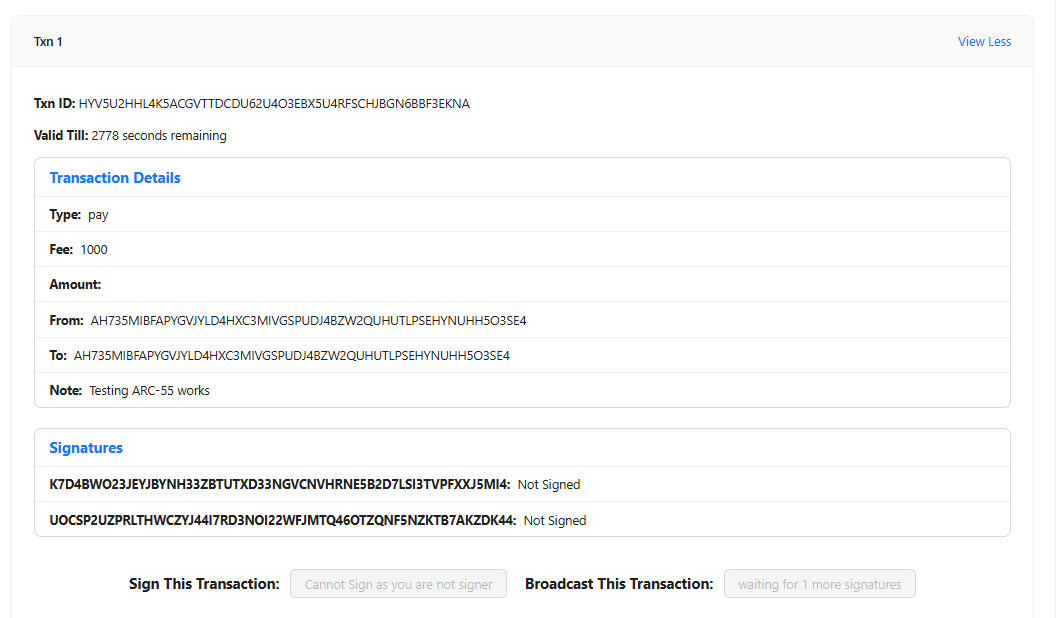 Txn 1
View Less
Txn ID: HYV5U2HHL4K5ACGVTTDCDU62U4O3EBX5U4RFSCHJBGN6BBF3EKNA
Valid Till: 2778 seconds remaining
Transaction Details
Type: pay
Fee: 1000
Amount:
From: AH735MIBFAPYGVJYLD4HXC3MIVGSPUDJ4BZW2QUHUTLPSEHYNUHH5O3SE4
To: AH735MIBFAPYGVJYLD4HXC3MIVGSPUDJ4BZW2QUHUTLPSEHYNUHH5O3SE4
Note: Testing ARC-55 works
Signatures
K7D4BWO23JEYJBYNH33ZBTUTXD33NGVCNVHRNE5B2D7LSI3TVPFXXJ5MI4: Not Signed
UOCSP2UZPRLTHWCZYJ44I7RD3NOI22WFJMTQ46OTZQNF5NZKTB7AKZDK44: Not Signed
Sign This Transaction: Cannot Sign as you are not signer Broadcast This Transaction: waiting for 1 more signatures